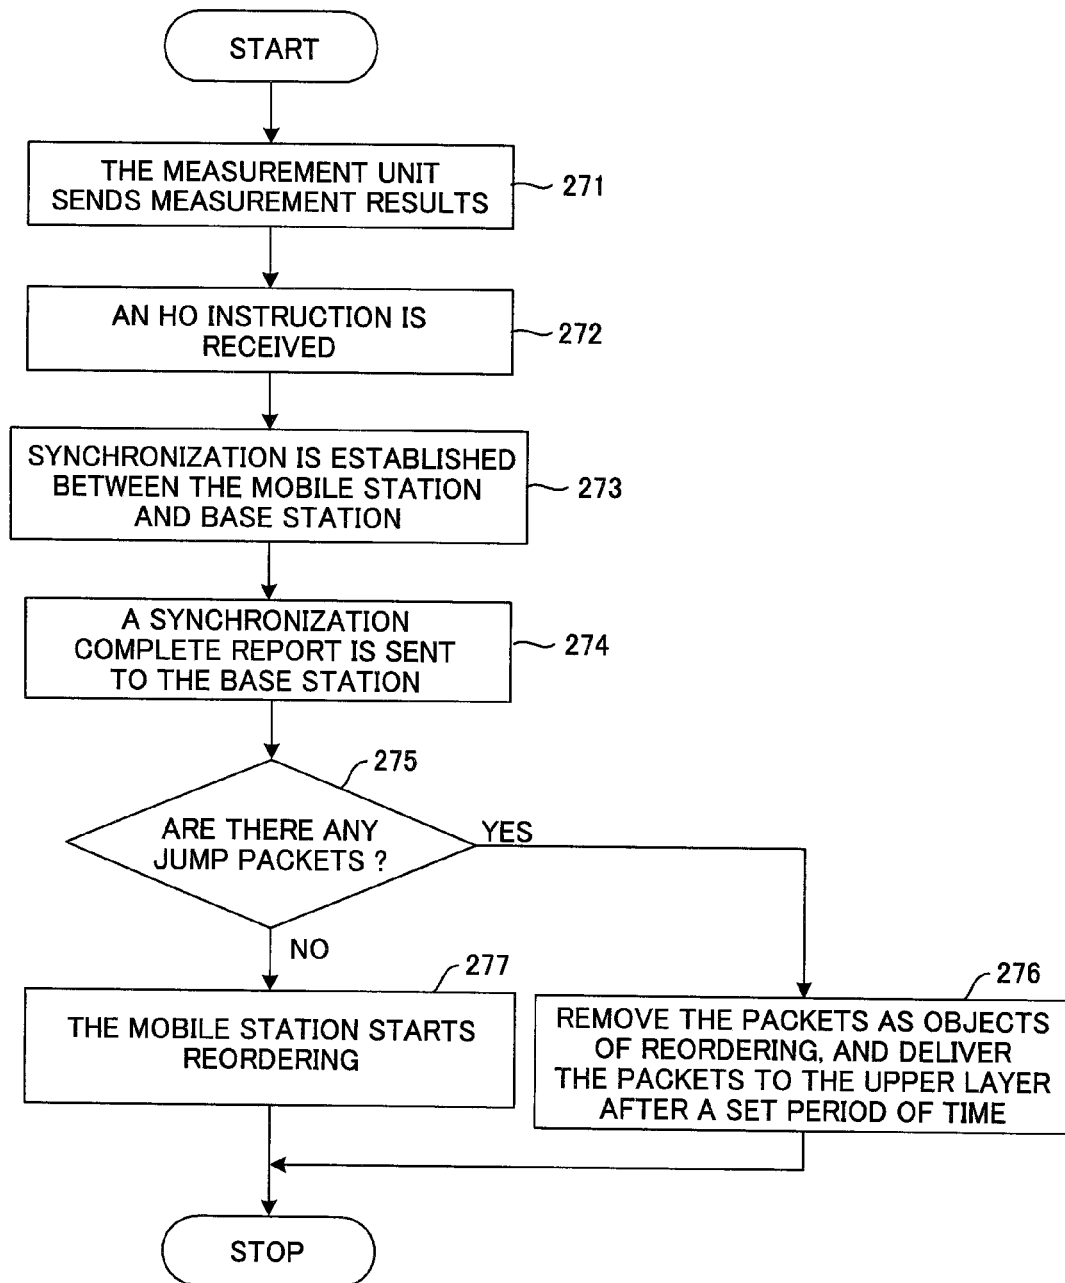 START
THE MEASUREMENT UNIT
SENDS MEASUREMENT RESULTS
271
AN HO INSTRUCTION IS
RECEIVED
272
SYNCHRONIZATION IS ESTABLISHED
BETWEEN THE MOBILE STATION
AND BASE STATION
273
A SYNCHRONIZATION
COMPLETE REPORT IS SENT
TO THE BASE STATION
274
275
ARE THERE ANY
JUMP PACKETS ?
YES
NO
277
THE MOBILE STATION STARTS
REORDERING
276
REMOVE THE PACKETS AS OBJECTS
OF REORDERING, AND DELIVER
THE PACKETS TO THE UPPER LAYER
AFTER A SET PERIOD OF TIME
STOP